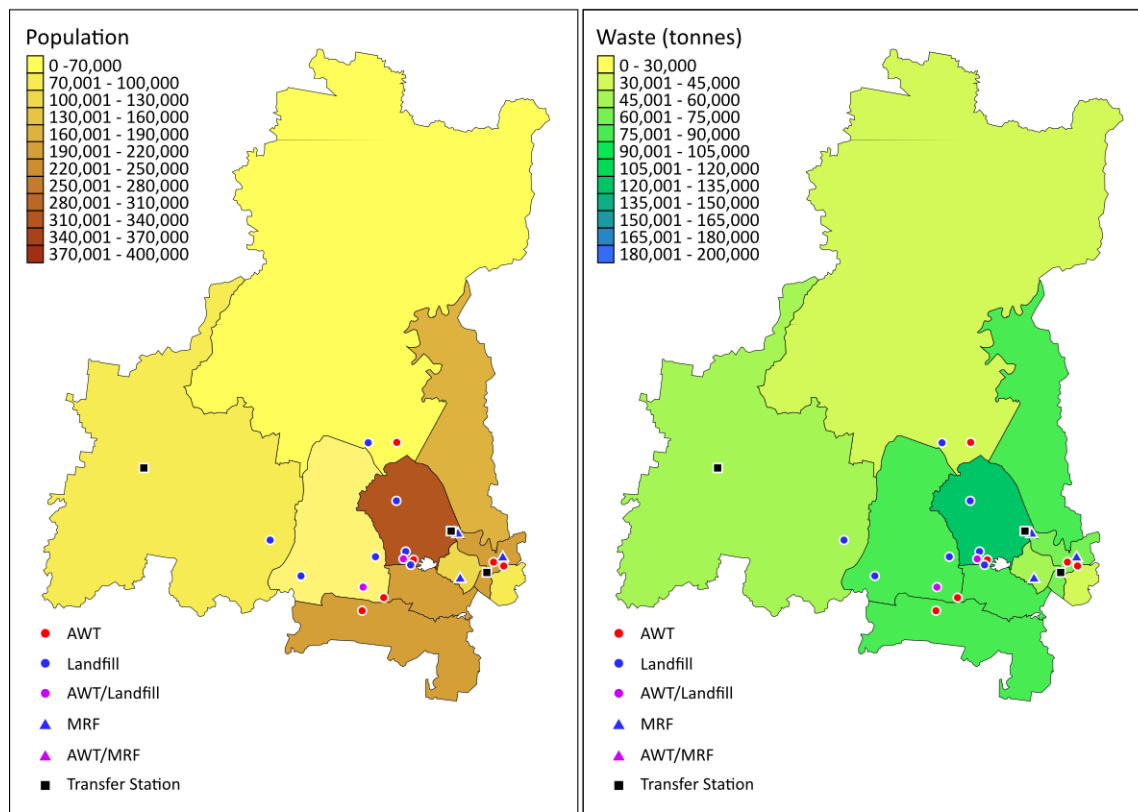 Population
0 -70,000
70,001 - 100,000
100,001 - 130,000
130,001 - 160,000
160,001 - 190,000
190,001 - 220,000
220,001 - 250,000
250,001 - 280,000
280,001 - 310,000
310,001 - 340,000
340,001 - 370,000
370,001 - 400,000
AWT
Landfill
AWT/Landfill
MRF
AWT/MRF
Transfer Station
Waste (tonnes)
0 - 30,000
30,001 - 45,000
45,001 - 60,000
60,001 - 75,000
75,001 - 90,000
90,001 - 105,000
105,001 - 120,000
120,001 - 135,000
135,001 - 150,000
150,001 - 165,000
165,001 - 180,000
180,001 - 200,000
AWT
Landfill
AWT/Landfill
MRF
AWT/MRF
Transfer Station